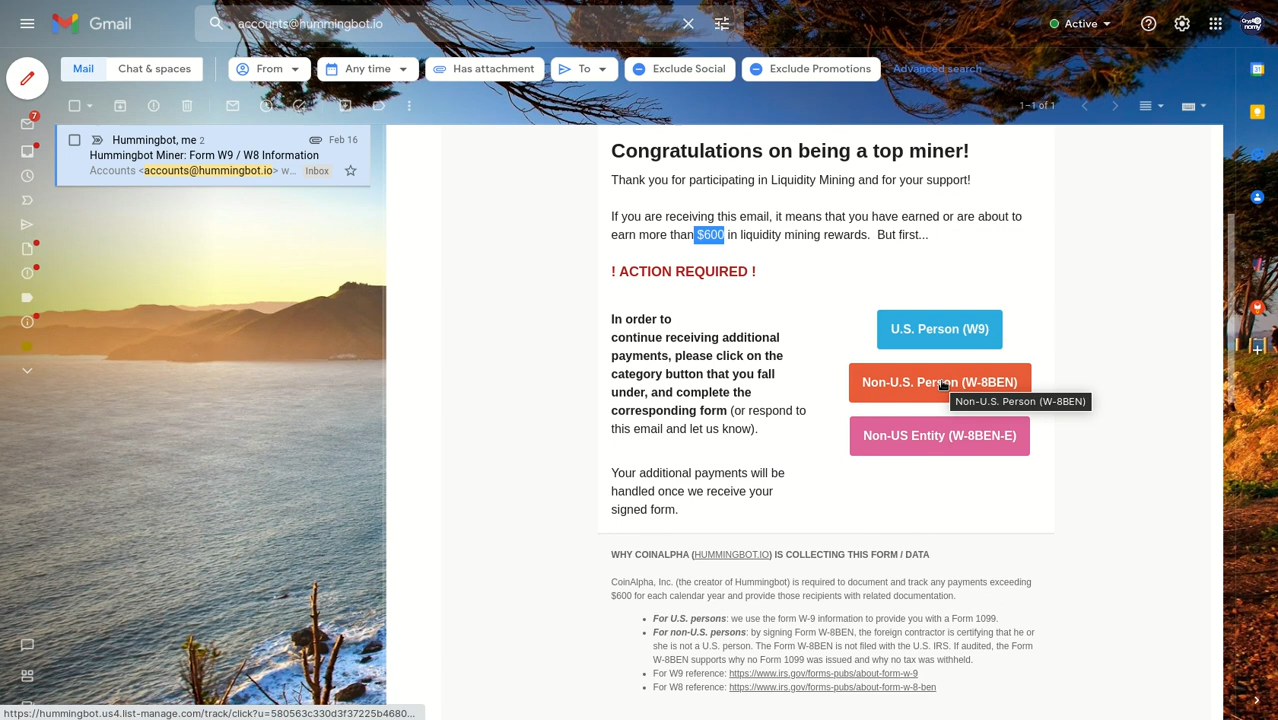 Gmail
accounts@hummingbot.io
Active
Mail
Chat & spaces
From
Any time
Has attachment
To
Exclude Social
Exclude Promotions
Advanced search
1–1 of 1
7
Hummingbot, me 2
Feb 16
Hummingbot Miner: Form W9 / W8 Information
Accounts <accounts@hummingbot.io> w...
Inbox
Congratulations on being a top miner!
Thank you for participating in Liquidity Mining and for your support!
If you are receiving this email, it means that you have earned or are about to
earn more than $600 in liquidity mining rewards.  But first...
! ACTION REQUIRED !
In order to
continue receiving additional
payments, please click on the
category button that you fall
under, and complete the
corresponding form (or respond to
this email and let us know).
Your additional payments will be
handled once we receive your
signed form.
U.S. Person (W9)
Non-U.S. Person (W-8BEN)
Non-U.S. Person (W-8BEN)
Non-US Entity (W-8BEN-E)
WHY COINALPHA (HUMMINGBOT.IO) IS COLLECTING THIS FORM / DATA
CoinAlpha, Inc. (the creator of Hummingbot) is required to document and track any payments exceeding
$600 for each calendar year and provide those recipients with related documentation.
• For U.S. persons: we use the form W-9 information to provide you with a Form 1099.
• For non-U.S. persons: by signing Form W-8BEN, the foreign contractor is certifying that he or
she is not a U.S. person. The Form W-8BEN is not filed with the U.S. IRS. If audited, the Form
W-8BEN supports why no Form 1099 was issued and why no tax was withheld.
• For W9 reference: https://www.irs.gov/forms-pubs/about-form-w-9
• For W8 reference: https://www.irs.gov/forms-pubs/about-form-w-8-ben
https://hummingbot.us4.list-manage.com/track/click?u=580563c330d3f37225b4680...